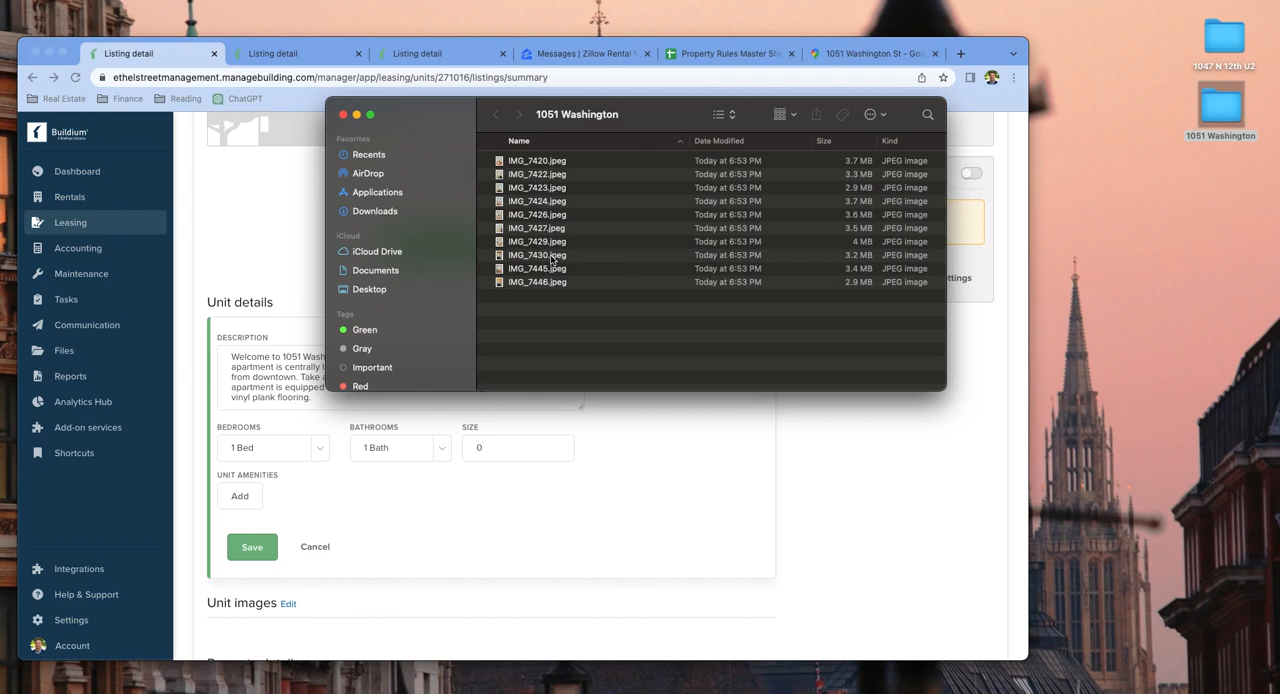 Listing detail
Listing detail
Listing detail
Messages | Zillow Rental
Property Rules Master She
1051 Washington St - Goo
ethelstreetmanagement.managebuilding.com/manager/app/leasing/units/271016/listings/summary
Real Estate
Finance
Reading
ChatGPT
1047 N 12th U2
1051 Washington
Buildium
Dashboard
Rentals
Leasing
Accounting
Maintenance
Tasks
Communication
Files
Reports
Analytics Hub
Add-on services
Shortcuts
Integrations
Help & Support
Settings
Account
Favorites
Recents
AirDrop
Applications
Downloads
iCloud
iCloud Drive
Documents
Desktop
Tags
Green
Gray
Important
Red
1051 Washington
Name Date Modified Size Kind
IMG_7420.jpeg Today at 6:53 PM 3.7 MB JPEG image
IMG_7422.jpeg Today at 6:53 PM 3.3 MB JPEG image
IMG_7423.jpeg Today at 6:53 PM 2.9 MB JPEG image
IMG_7424.jpeg Today at 6:53 PM 3.7 MB JPEG image
IMG_7426.jpeg Today at 6:53 PM 3.6 MB JPEG image
IMG_7427.jpeg Today at 6:53 PM 3.5 MB JPEG image
IMG_7429.jpeg Today at 6:53 PM 4 MB JPEG image
IMG_7430.jpeg Today at 6:53 PM 3.2 MB JPEG image
IMG_7445.jpeg Today at 6:53 PM 3.4 MB JPEG image
IMG_7446.jpeg Today at 6:53 PM 2.9 MB JPEG image
ettings
Unit details
DESCRIPTION
Welcome to 1051 Wash
apartment is centrally l
from downtown. Take a
apartment is equipped
vinyl plank flooring.
BEDROOMS BATHROOMS SIZE
1 Bed 1 Bath 0
UNIT AMENITIES
Add
Save Cancel
Unit images Edit